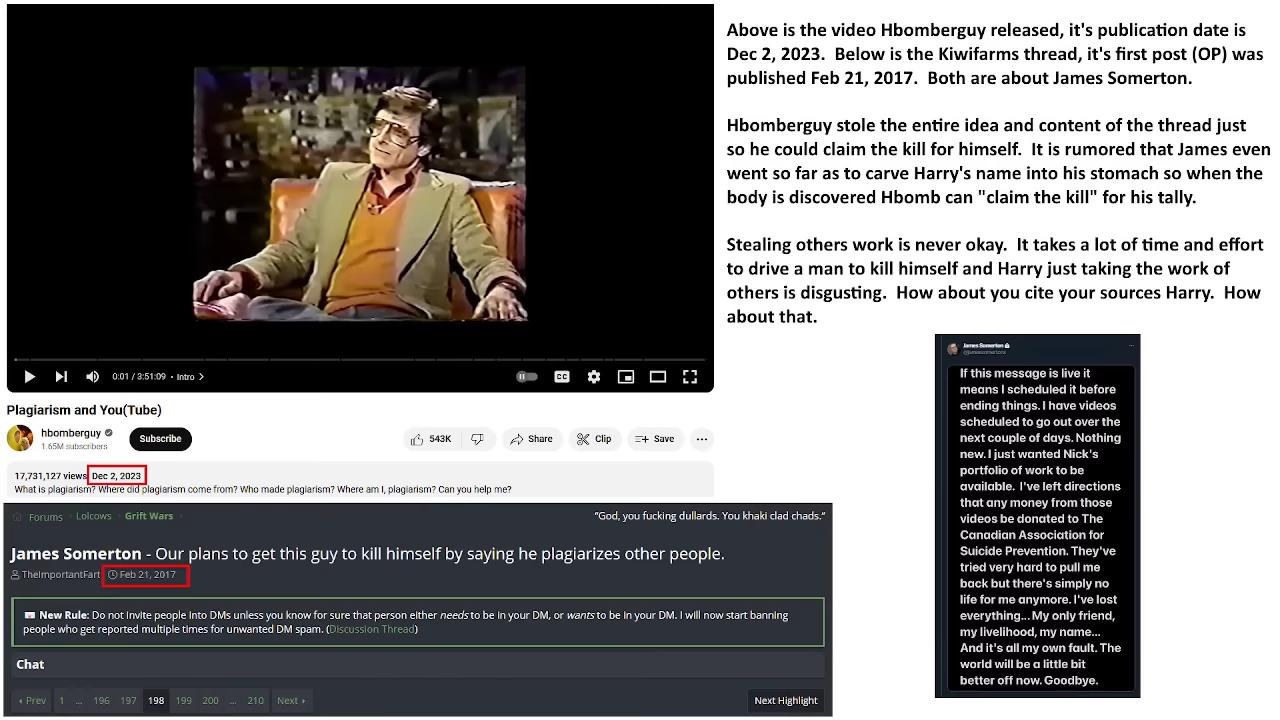 Above is the video Hbomberguy released, it's publication date is
Dec 2, 2023. Below is the Kiwifarms thread, it's first post (OP) was
published Feb 21, 2017. Both are about James Somerton.
Hbomberguy stole the entire idea and content of the thread just
so he could claim the kill for himself. It is rumored that James even
went so far as to carve Harry's name into his stomach so when the
body is discovered Hbomb can "claim the kill" for his tally.
Stealing others work is never okay. It takes a lot of time and effort
to drive a man to kill himself and Harry just taking the work of
others is disgusting. How about you cite your sources Harry. How
about that.
0:01 / 3:51:09 • Intro >
CC
Plagiarism and You(Tube)
hbomberguy
1.65M subscribers
Subscribe
543K
Share
Clip
Save
17,731,127 views Dec 2, 2023
What is plagiarism? Where did plagiarism come from? Who made plagiarism? Where am I, plagiarism? Can you help me?
Forums Lolcows Grift Wars
"God, you fucking dullards. You khaki clad chads."
James Somerton - Our plans to get this guy to kill himself by saying he plagiarizes other people.
TheImportantFart Feb 21, 2017
New Rule: Do not invite people into DMs unless you know for sure that person either needs to be in your DM, or wants to be in your DM. I will now start banning
people who get reported multiple times for unwanted DM spam. (Discussion Thread)
Chat
Prev 1 ... 196 197 198 199 200 ... 210 Next
Next Highlight
James Somerton
If this message is live it
means I scheduled it before
ending things. I have videos
scheduled to go out over the
next couple of days. Nothing
new. I just wanted Nick's
portfolio of work to be
available. I've left directions
that any money from those
videos be donated to The
Canadian Association for
Suicide Prevention. They've
tried very hard to pull me
back but there's simply no
life for me anymore. I've lost
everything... My only friend,
my livelihood, my name...
And it's all my own fault. The
world will be a little bit
better off now. Goodbye.